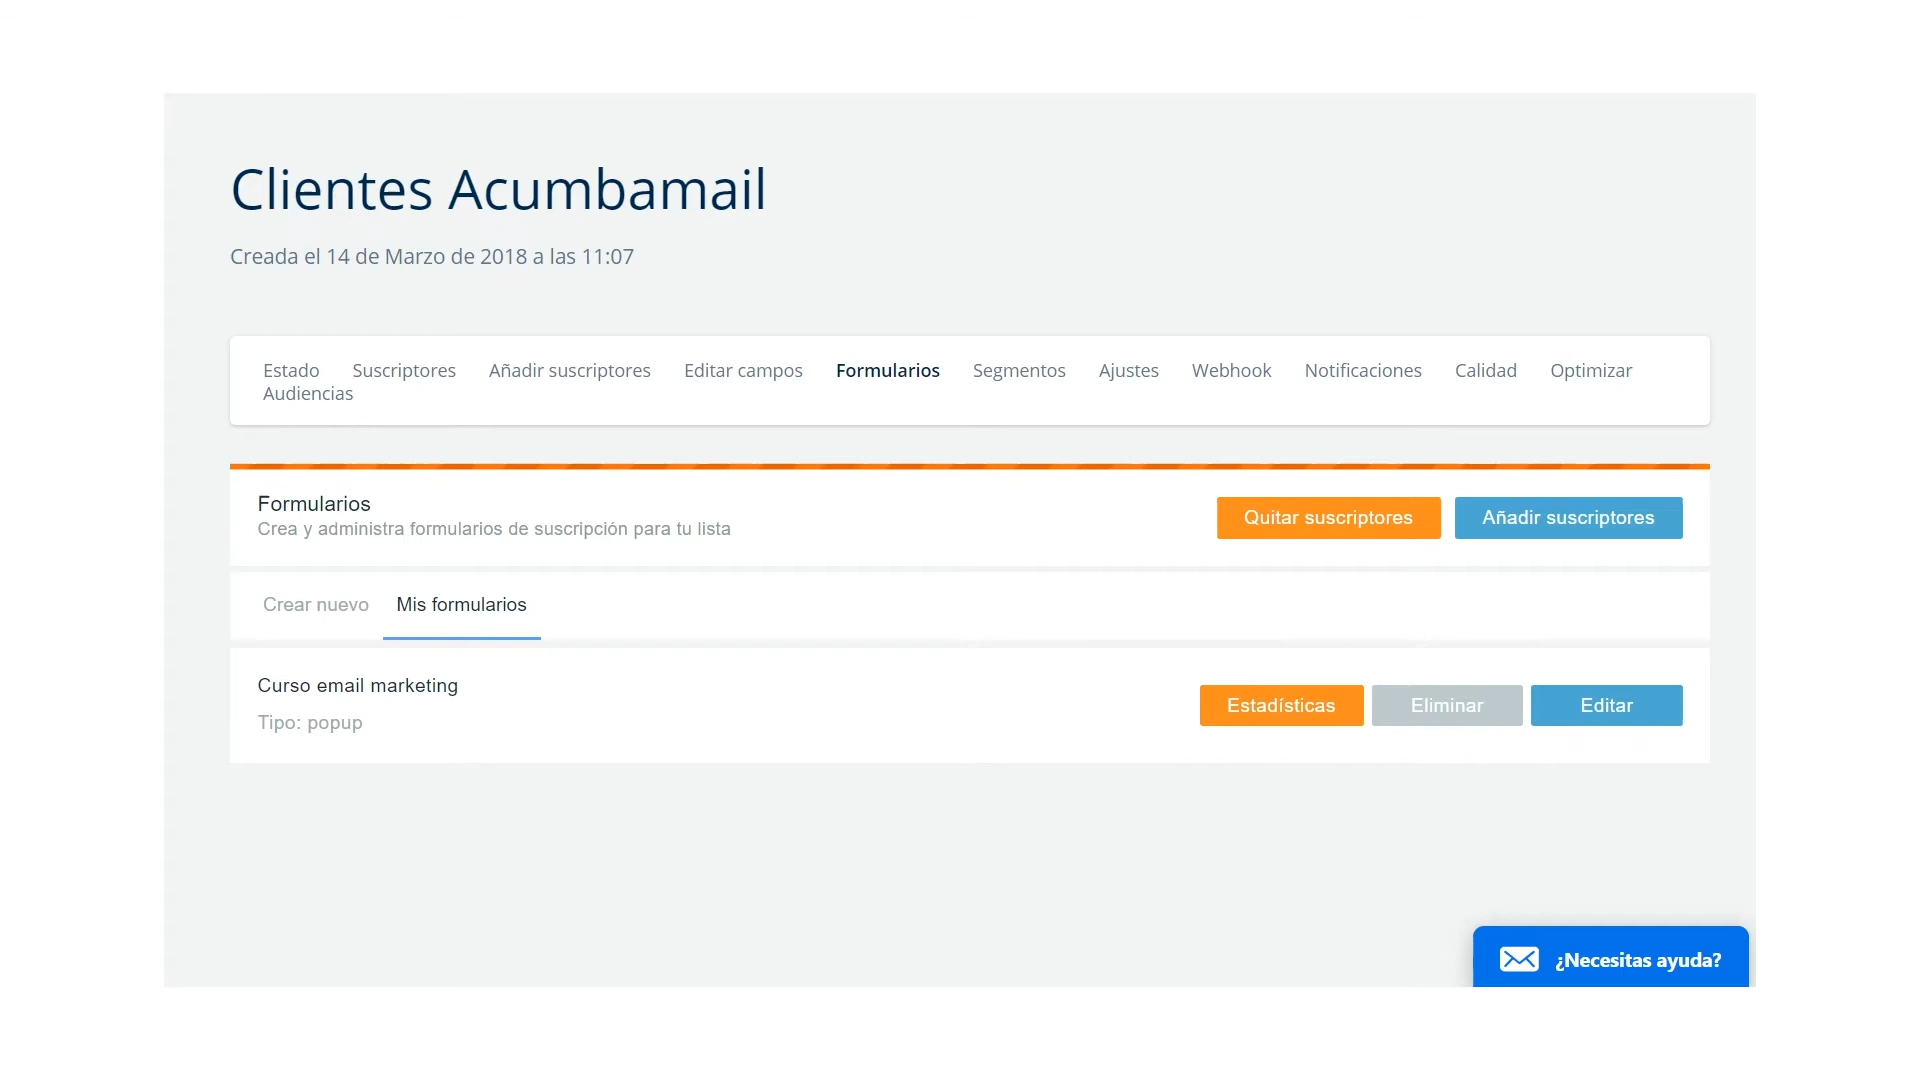 Clientes Acumbamail
Creada el 14 de Marzo de 2018 a las 11:07
Estado Suscriptores Añadir suscriptores Editar campos Formularios Segmentos Ajustes Webhook Notificaciones Calidad Optimizar
Audiencias
Formularios
Crea y administra formularios de suscripción para tu lista
Quitar suscriptores Añadir suscriptores
Crear nuevo Mis formularios
Curso email marketing
Tipo: popup
Estadísticas Eliminar Editar
¿Necesitas ayuda?